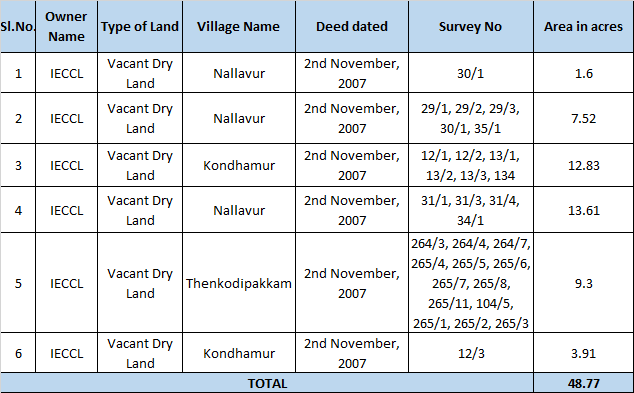 Sl.No. Owner Name Type of Land Village Name Deed dated Survey No Area in acres
1 IECCL Vacant Dry Land Nallavur 2nd November, 2007 30/1 1.6
2 IECCL Vacant Dry Land Nallavur 2nd November, 2007 29/1, 29/2, 29/3, 30/1, 35/1 7.52
3 IECCL Vacant Dry Land Kondhamur 2nd November, 2007 12/1, 12/2, 13/1, 13/2, 13/3, 134 12.83
4 IECCL Vacant Dry Land Nallavur 2nd November, 2007 31/1, 31/3, 31/4, 34/1 13.61
5 IECCL Vacant Dry Land Thenkodipakkam 2nd November, 2007 264/3, 264/4, 264/7, 265/4, 265/5, 265/6, 265/7, 265/8, 265/11, 104/5, 265/1, 265/2, 265/3 9.3
6 IECCL Vacant Dry Land Kondhamur 2nd November, 2007 12/3 3.91
TOTAL 48.77